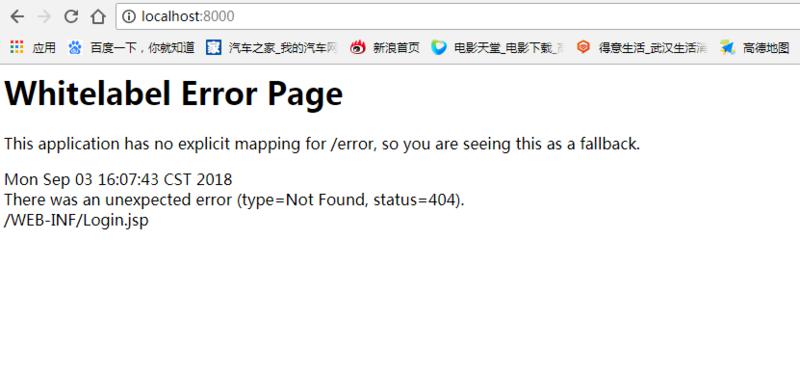 localhost:8000
应用 百度一下，你就知道 汽车之家_我的汽车网 新浪首页 电影天堂_电影下载_ 得意生活_武汉生活消 高德地图
Whitelabel Error Page
This application has no explicit mapping for /error, so you are seeing this as a fallback.
Mon Sep 03 16:07:43 CST 2018
There was an unexpected error (type=Not Found, status=404).
/WEB-INF/Login.jsp